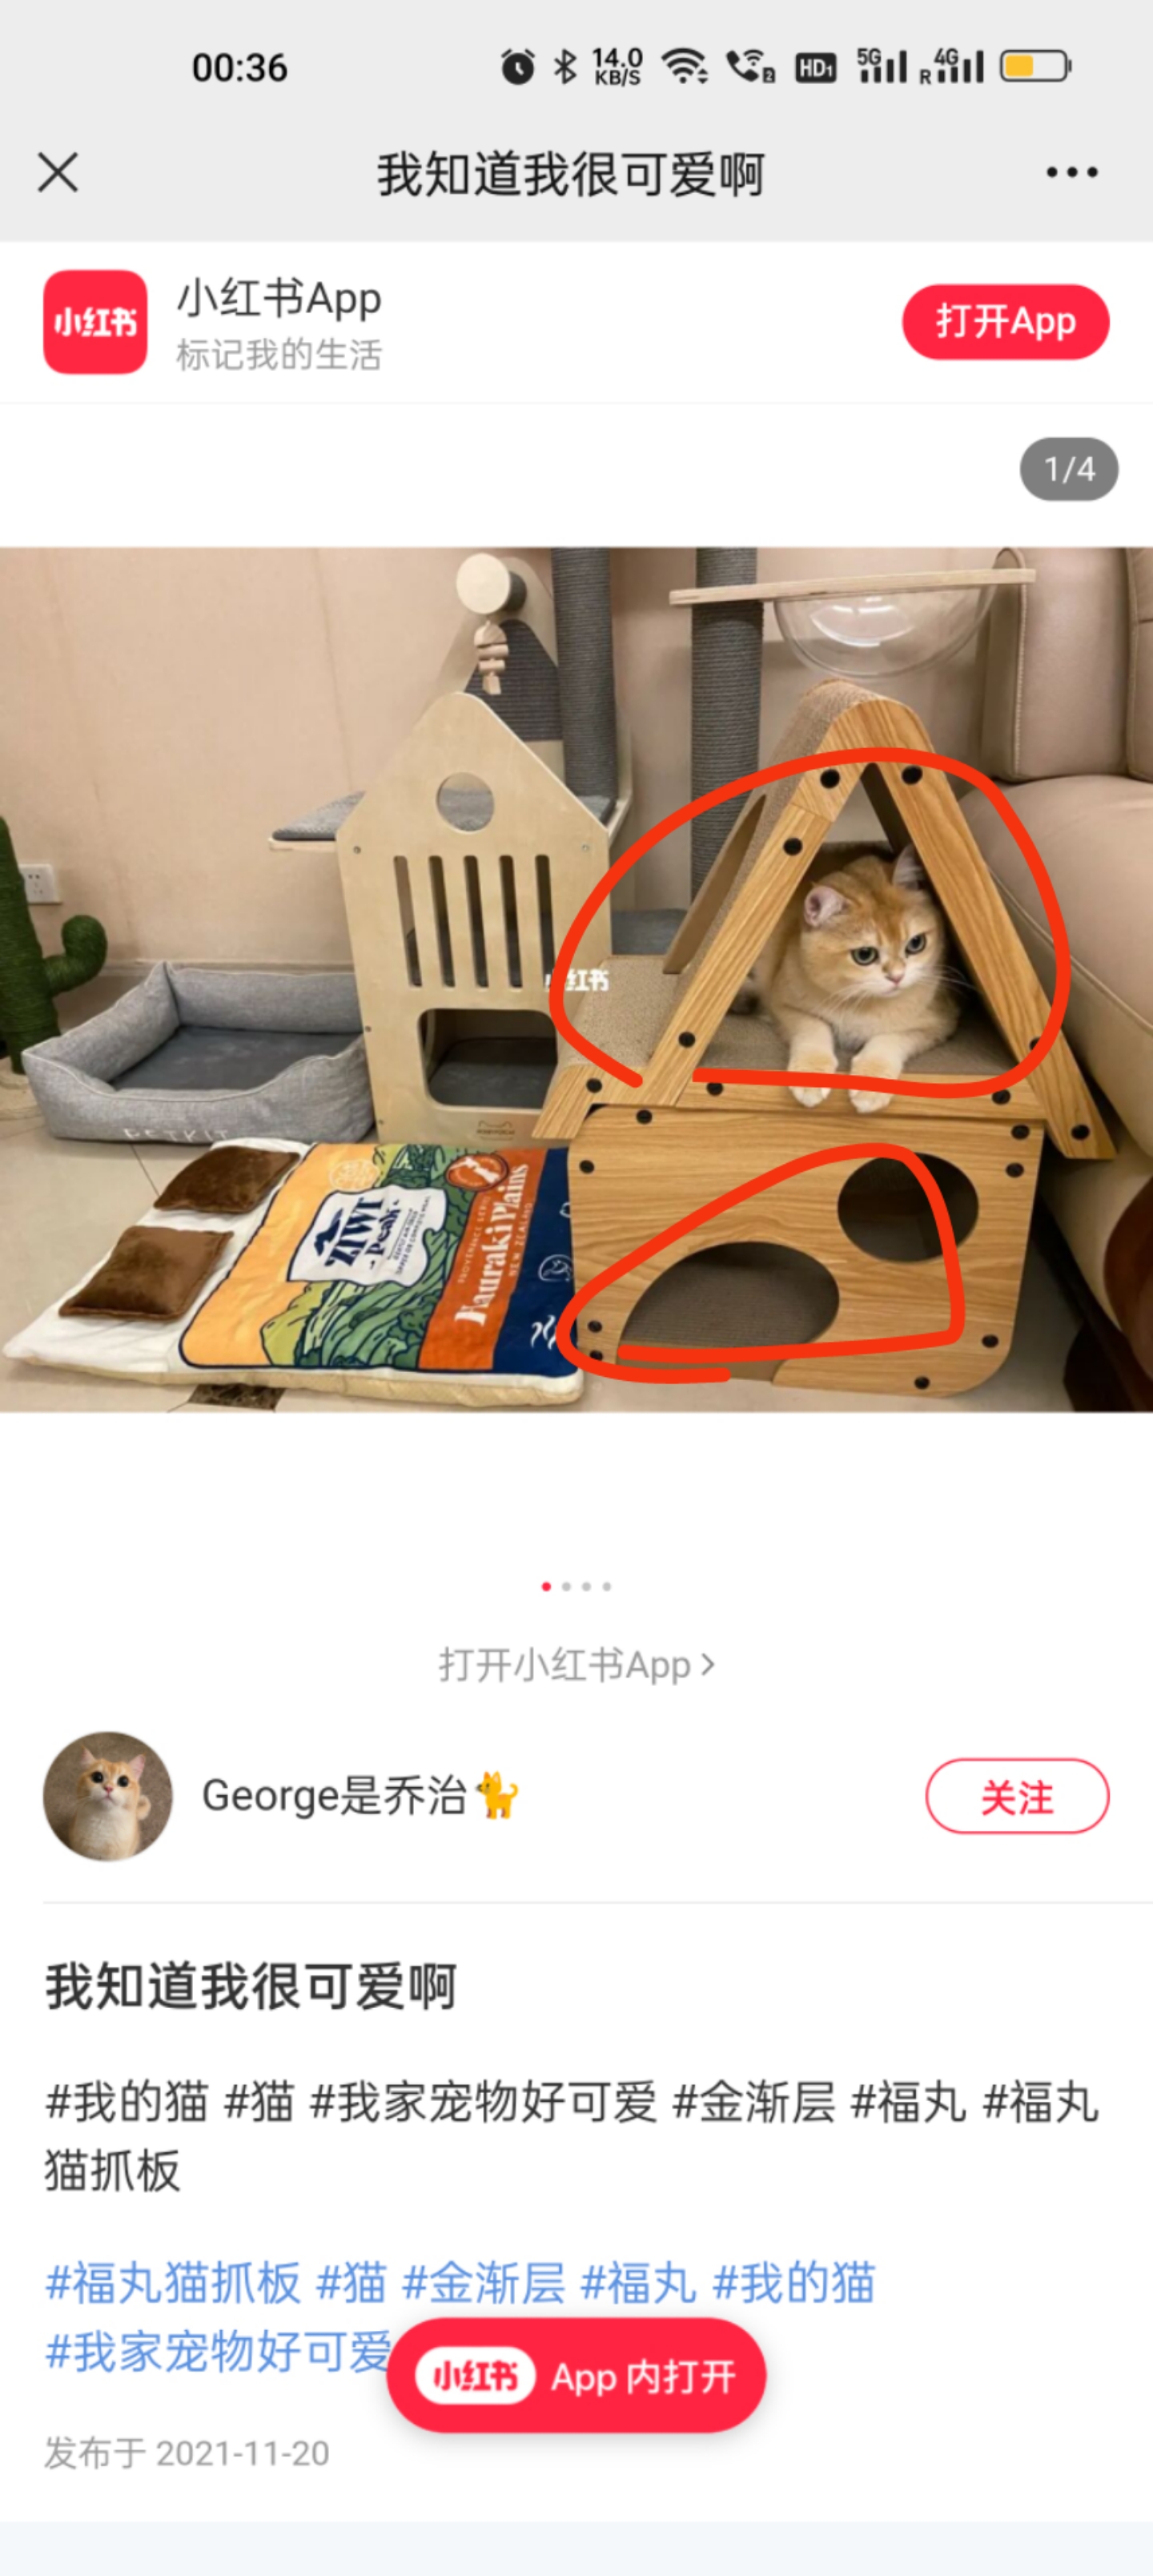 00:36
14.0
KB/S
2
HD1
5G
R 4G
我知道我很可爱啊
小红书
小红书App
标记我的生活
打开App
1/4
小红书
PETKIT
ZIWI
peak
Hauraki Plains
NEW ZEALAND
打开小红书App
George是乔治
关注
我知道我很可爱啊
#我的猫 #猫 #我家宠物好可爱 #金渐层 #福丸 #福丸
猫抓板
#福丸猫抓板 #猫 #金渐层 #福丸 #我的猫
#我家宠物好可爱
小红书 App 内打开
发布于 2021-11-20